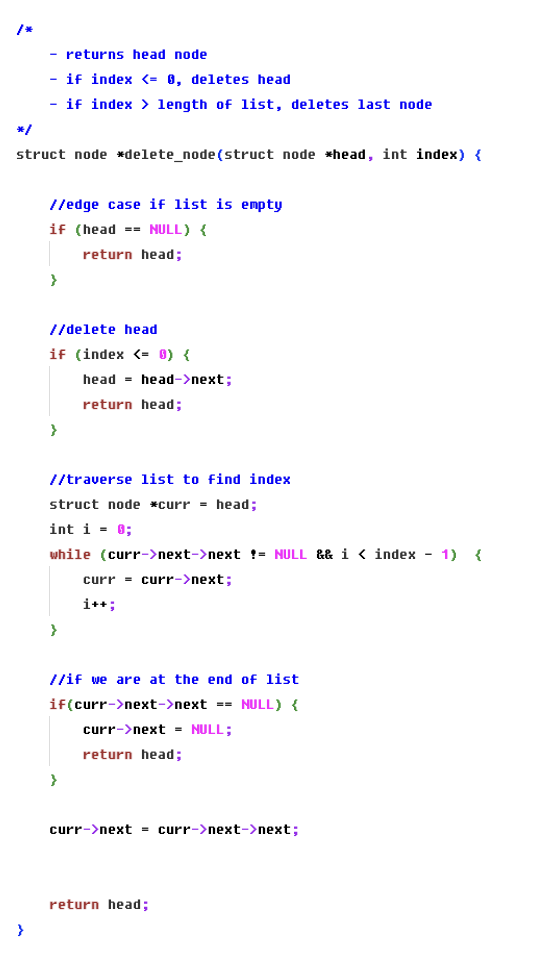 /*
    - returns head node
    - if index <= 0, deletes head
    - if index > length of list, deletes last node
*/
struct node *delete_node(struct node *head, int index) {
    //edge case if list is empty
    if (head == NULL) {
        return head;
    }
    //delete head
    if (index <= 0) {
        head = head->next;
        return head;
    }
    //traverse list to find index
    struct node *curr = head;
    int i = 0;
    while (curr->next->next != NULL && i < index - 1)  {
        curr = curr->next;
        i++;
    }
    //if we are at the end of list
    if(curr->next->next == NULL) {
        curr->next = NULL;
        return head;
    }
    curr->next = curr->next->next;
    return head;
}